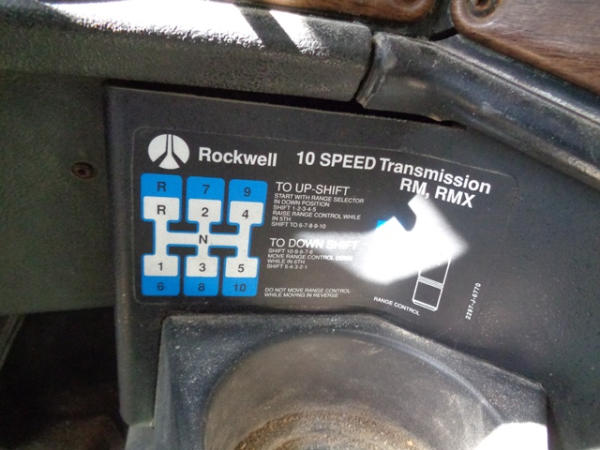 Rockwell 10 SPEED Transmission
RM, RMX
R 7 9
R 2 4
N
1 3 5
6 8 10
TO UP-SHIFT
START WITH RANGE SELECTOR
IN DOWN POSITION
SHIFT 1-2-3-4-5
RAISE RANGE CONTROL WHILE
IN 5TH
SHIFT TO 6-7-8-9-10
TO DOWN SHIFT
SHIFT 10-9-8-7-6
MOVE RANGE CONTROL DOWN
WHILE IN 6TH
SHIFT 5-4-3-2-1
DO NOT MOVE RANGE CONTROL
WHILE MOVING IN REVERSE
RANGE CONTROL
2297-J-6770